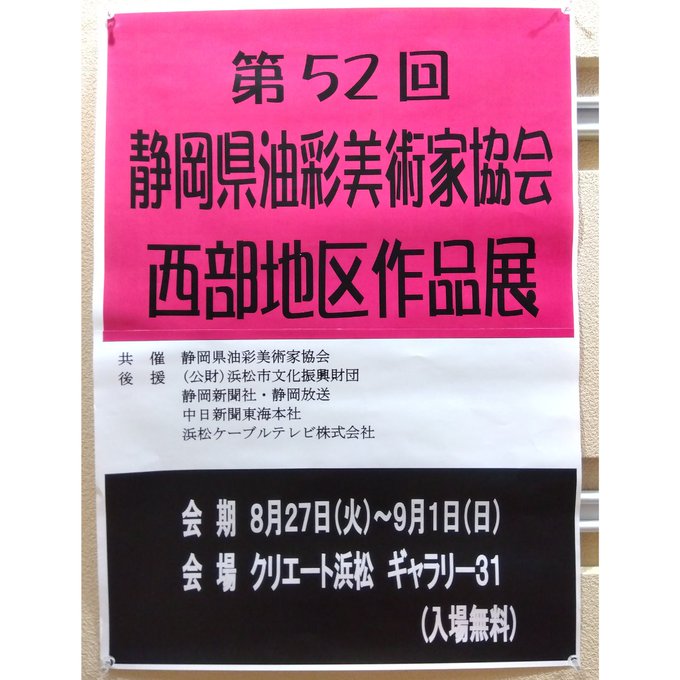 第52回
静岡県油彩美術家協会
西部地区作品展
共 催 静岡県油彩美術家協会
後 援 (公財)浜松市文化振興財団
静岡新聞社・静岡放送
中日新聞東海本社
浜松ケーブルテレビ株式会社
会 期 8月27日(火)～9月1日(日)
会 場 クリエート浜松 ギャラリー31
(入場無料)